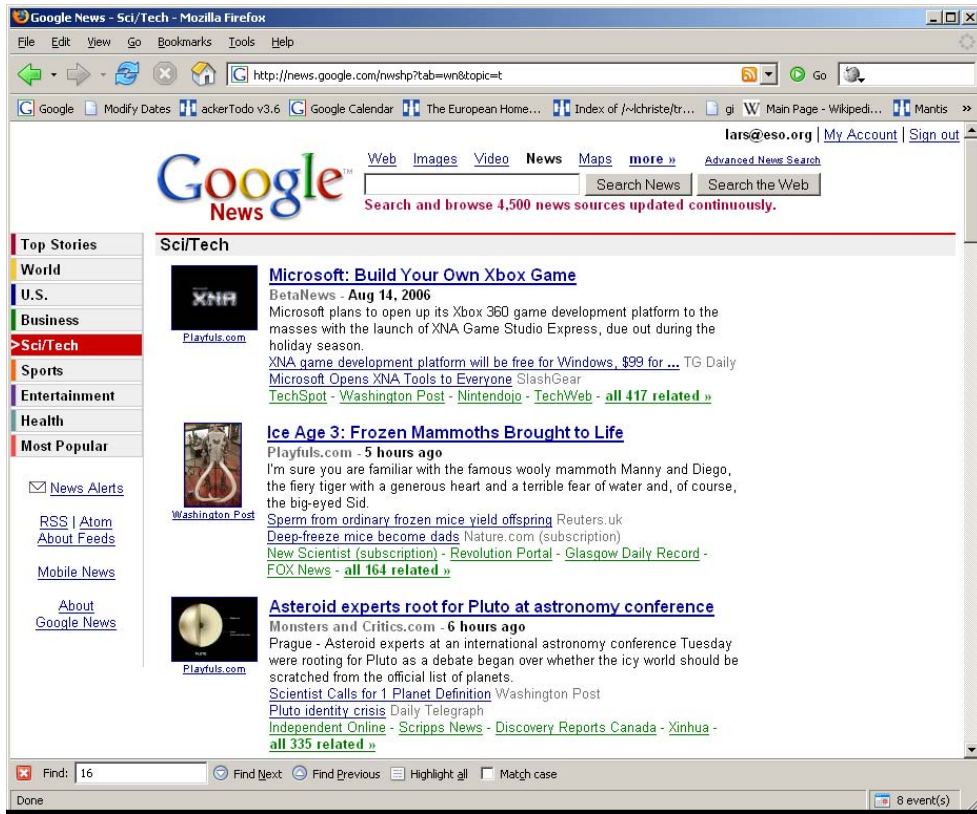 Google News - Sci/Tech - Mozilla Firefox
File Edit View Go Bookmarks Tools Help
http://news.google.com/nwshp?tab=wn&topic=t Go
Google Modify Dates ackerTodo v3.6 Google Calendar The European Home... Index of /~lchriste/tr... gi Main Page - Wikipedi... Mantis »
lars@eso.org | My Account | Sign out
Google News
Web Images Video News Maps more » Advanced News Search
Search News Search the Web
Search and browse 4,500 news sources updated continuously.
Top Stories
World
U.S.
Business
>Sci/Tech
Sports
Entertainment
Health
Most Popular
News Alerts
RSS | Atom
About Feeds
Mobile News
About
Google News
Sci/Tech
XNA
Playfuls.com
Microsoft: Build Your Own Xbox Game
BetaNews - Aug 14, 2006
Microsoft plans to open up its Xbox 360 game development platform to the
masses with the launch of XNA Game Studio Express, due out during the
holiday season.
XNA game development platform will be free for Windows, $99 for ... TG Daily
Microsoft Opens XNA Tools to Everyone SlashGear
TechSpot - Washington Post - Nintendojo - TechWeb - all 417 related »
Washington Post
Ice Age 3: Frozen Mammoths Brought to Life
Playfuls.com - 5 hours ago
I'm sure you are familiar with the famous wooly mammoth Manny and Diego,
the fiery tiger with a generous heart and a terrible fear of water and, of course,
the big-eyed Sid.
Sperm from ordinary frozen mice yield offspring Reuters.uk
Deep-freeze mice become dads Nature.com (subscription)
New Scientist (subscription) - Revolution Portal - Glasgow Daily Record -
FOX News - all 164 related »
Playfuls.com
Asteroid experts root for Pluto at astronomy conference
Monsters and Critics.com - 6 hours ago
Prague - Asteroid experts at an international astronomy conference Tuesday
were rooting for Pluto as a debate began over whether the icy world should be
scratched from the official list of planets.
Scientist Calls for 1 Planet Definition Washington Post
Pluto identity crisis Daily Telegraph
Independent Online - Scripps News - Discovery Reports Canada - Xinhua -
all 335 related »
Find: 16 Find Next Find Previous Highlight all Match case
Done 8 event(s)